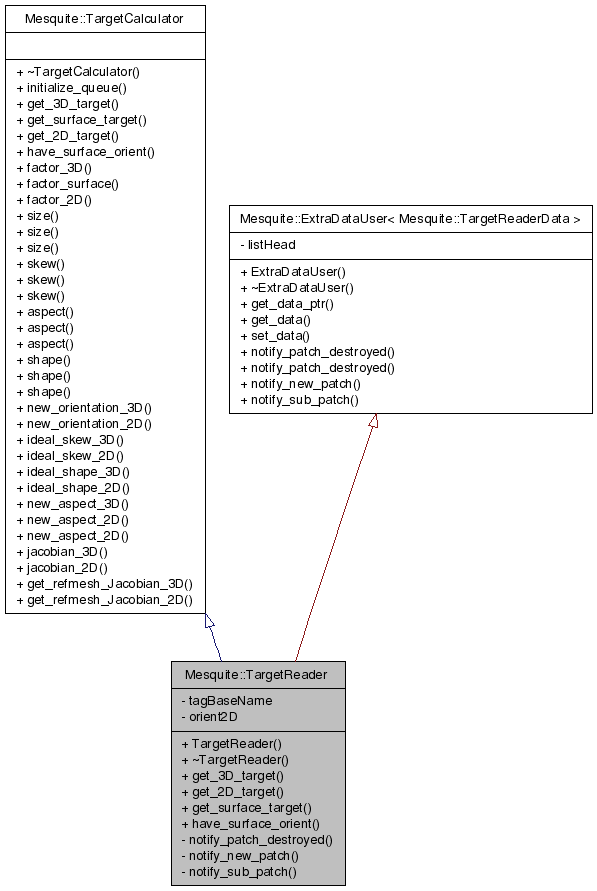 Mesquite::TargetCalculator
+ ~TargetCalculator()
+ initialize_queue()
+ get_3D_target()
+ get_surface_target()
+ get_2D_target()
+ have_surface_orient()
+ factor_3D()
+ factor_surface()
+ factor_2D()
+ size()
+ size()
+ size()
+ skew()
+ skew()
+ skew()
+ aspect()
+ aspect()
+ aspect()
+ shape()
+ shape()
+ shape()
+ new_orientation_3D()
+ new_orientation_2D()
+ ideal_skew_3D()
+ ideal_skew_2D()
+ ideal_shape_3D()
+ ideal_shape_2D()
+ new_aspect_3D()
+ new_aspect_2D()
+ new_aspect_2D()
+ jacobian_3D()
+ jacobian_2D()
+ get_refmesh_Jacobian_3D()
+ get_refmesh_Jacobian_2D()
Mesquite::ExtraDataUser< Mesquite::TargetReaderData >
- listHead
+ ExtraDataUser()
+ ~ExtraDataUser()
+ get_data_ptr()
+ get_data()
+ set_data()
+ notify_patch_destroyed()
+ notify_patch_destroyed()
+ notify_new_patch()
+ notify_sub_patch()
Mesquite::TargetReader
- tagBaseName
- orient2D
+ TargetReader()
+ ~TargetReader()
+ get_3D_target()
+ get_2D_target()
+ get_surface_target()
+ have_surface_orient()
- notify_patch_destroyed()
- notify_new_patch()
- notify_sub_patch()